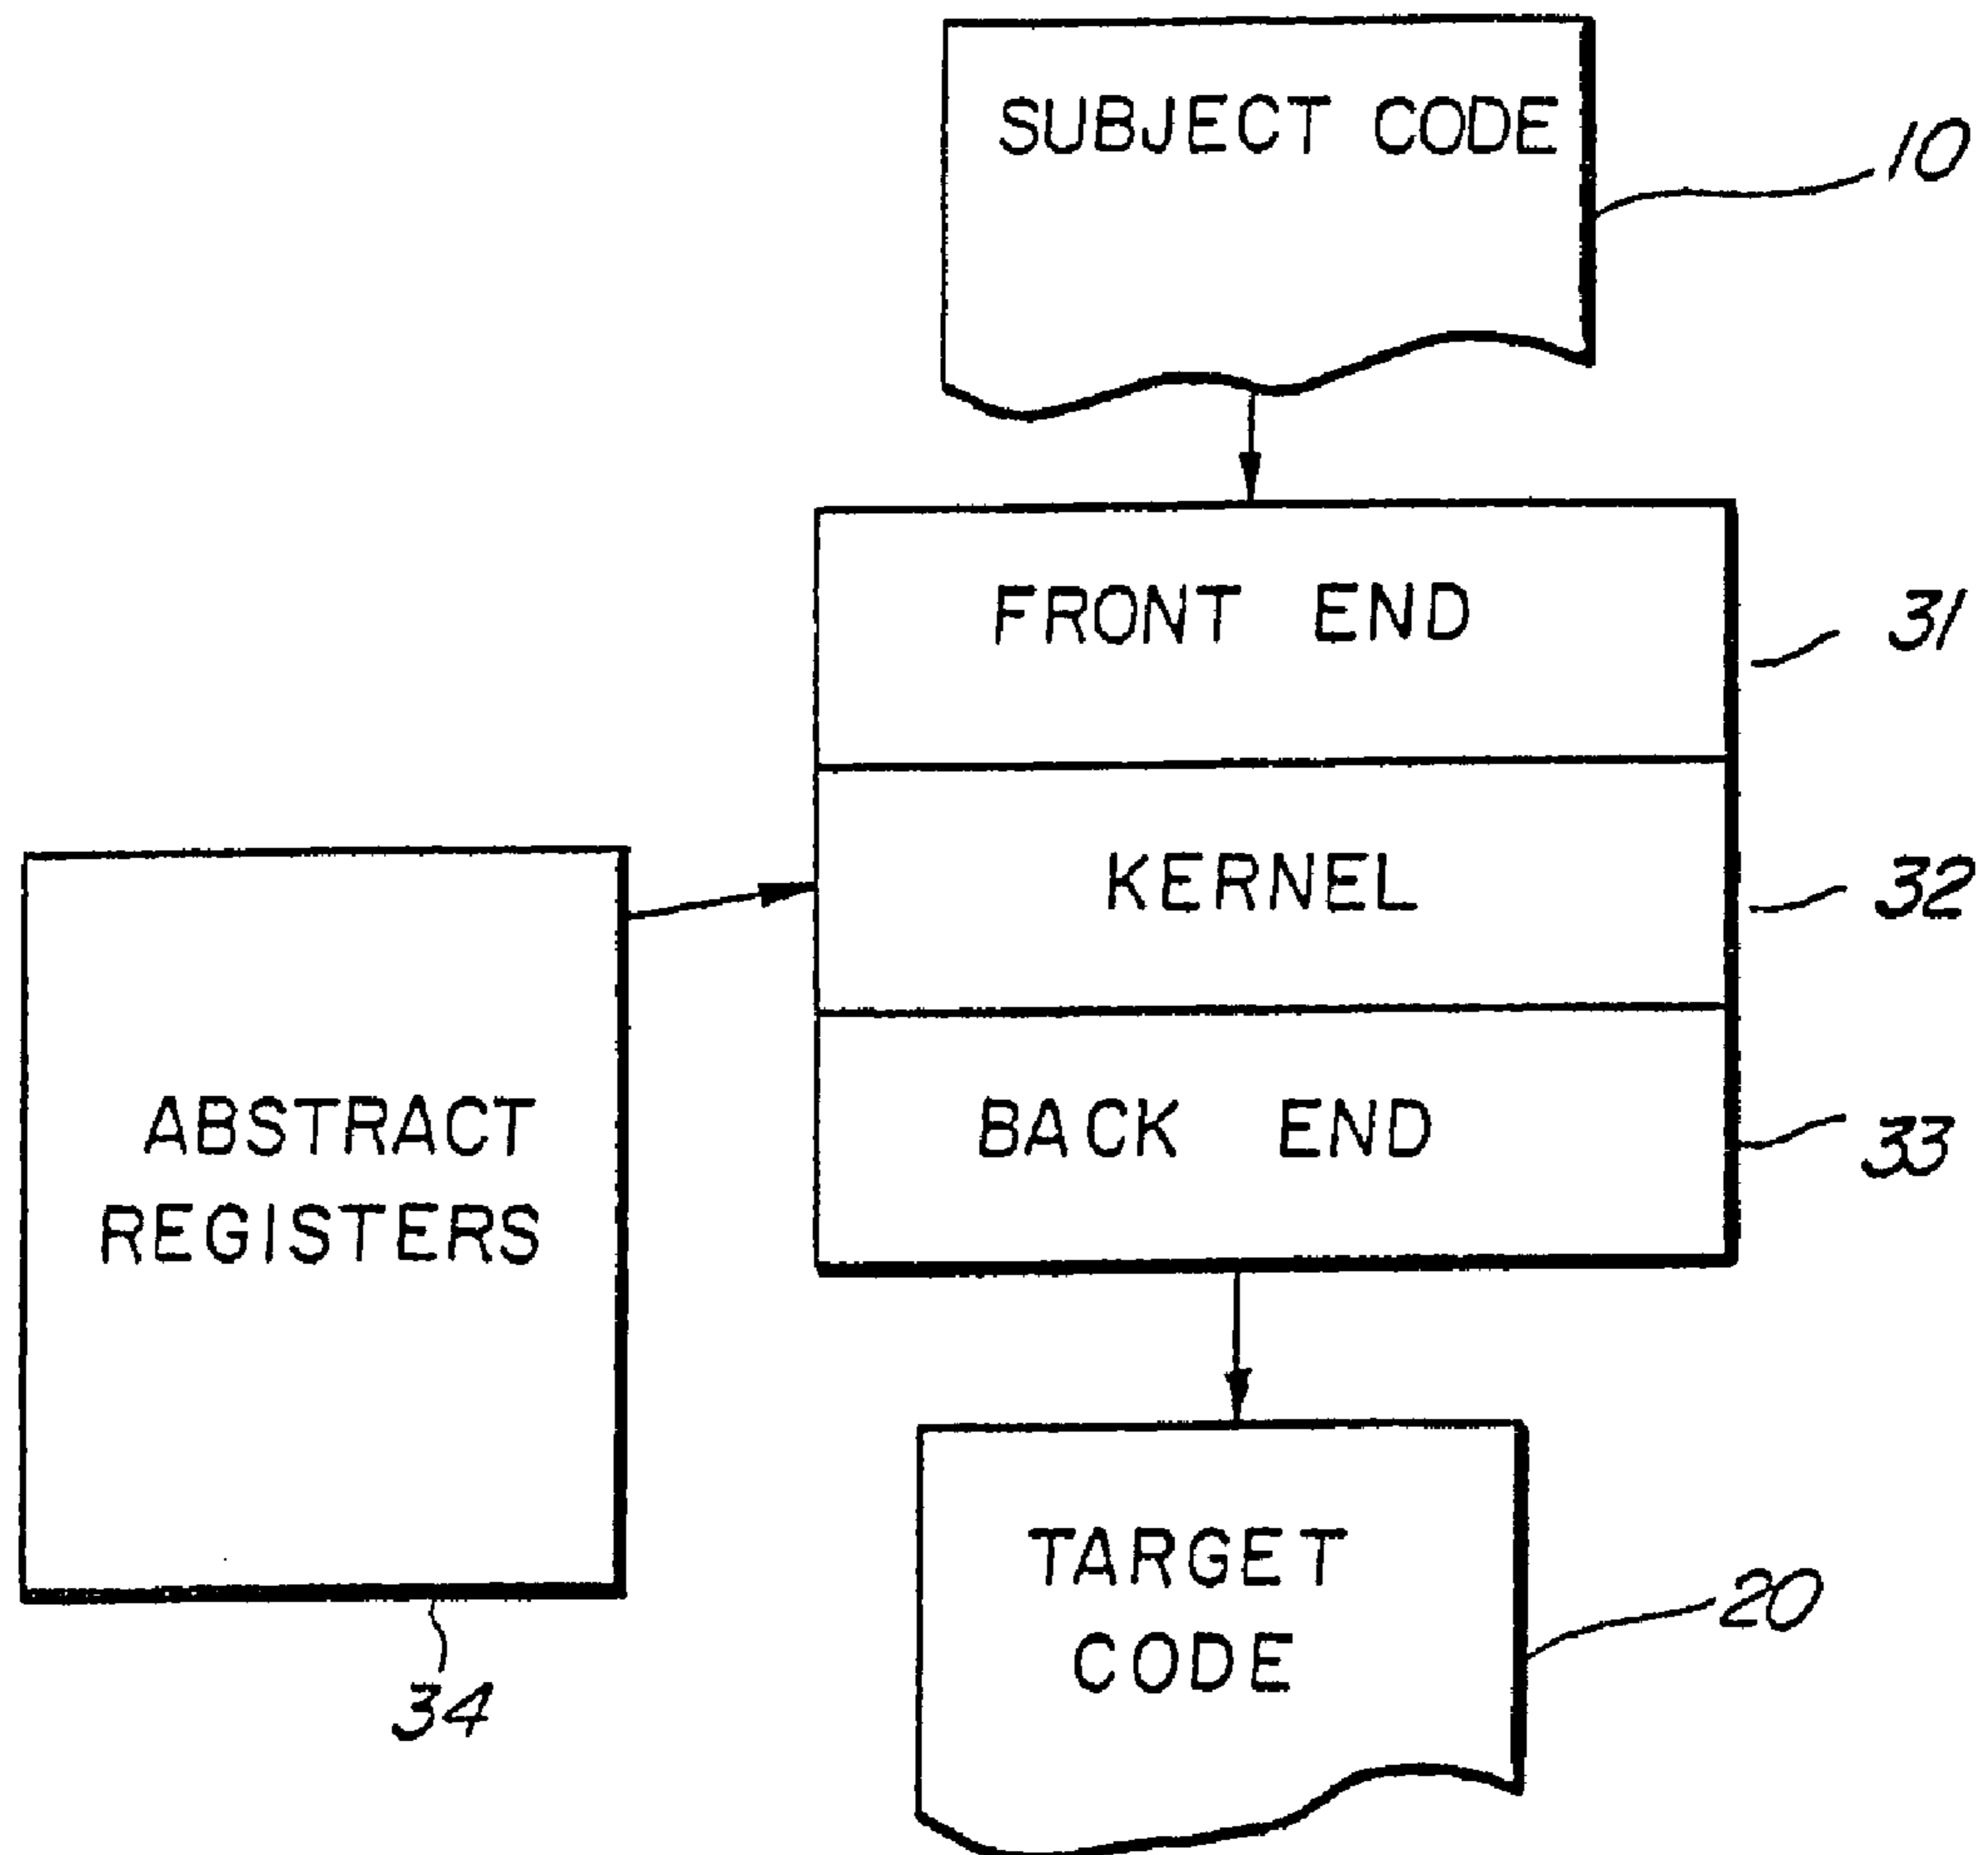 SUBJECT CODE
10
FRONT END
31
KERNEL
32
BACK END
33
ABSTRACT
REGISTERS
34
TARGET
CODE
20